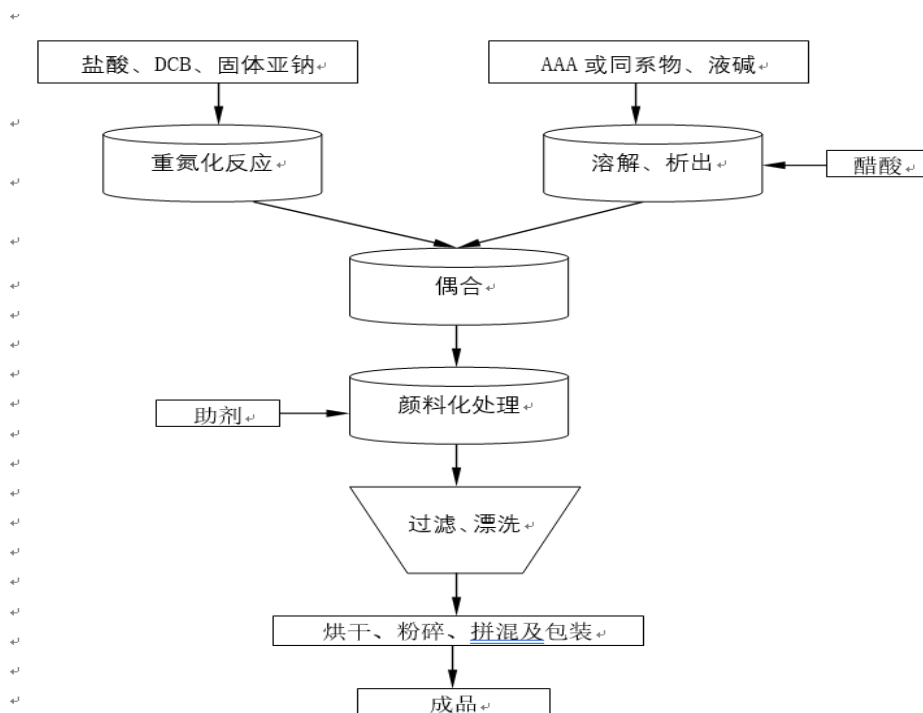 盐酸、DCB、固体亚钠
AAA 或同系物、液碱
重氮化反应
溶解、析出
醋酸
偶合
助剂
颜料化处理
过滤、漂洗
烘干、粉碎、拼混及包装
成品